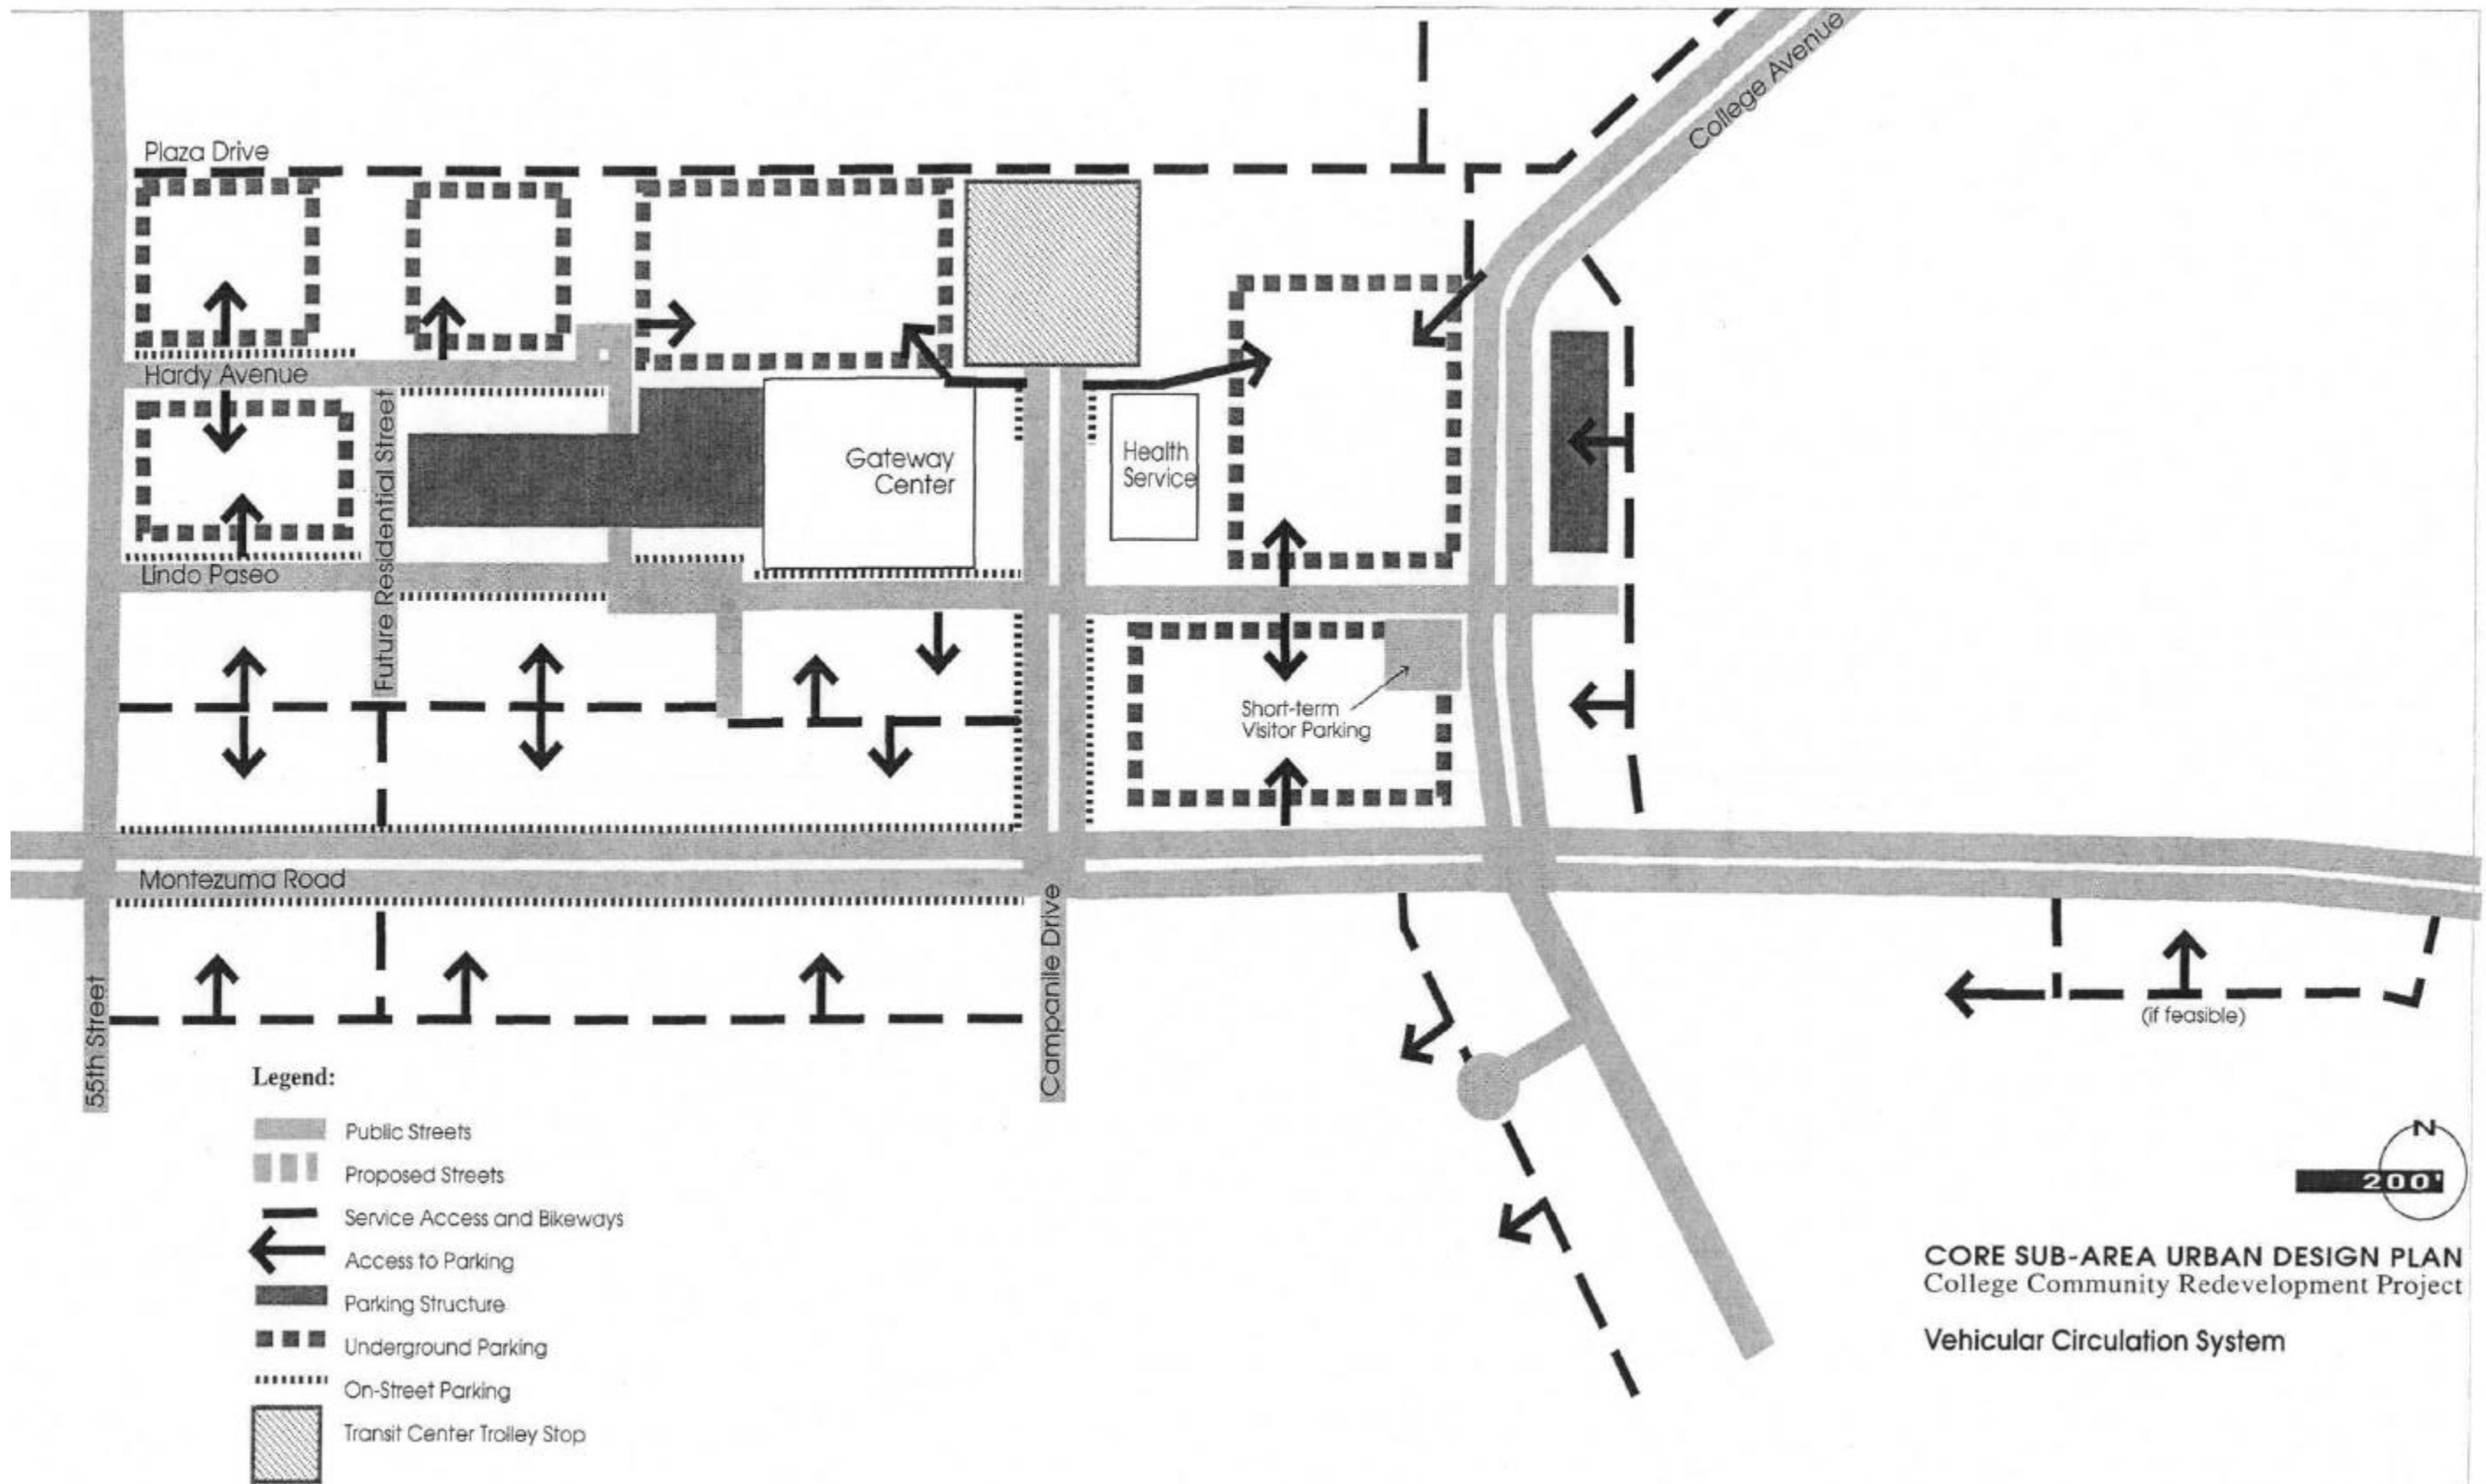 College Avenue
Plaza Drive
Hardy Avenue
Future Residential Street
Gateway
Center
Health
Service
Lindo Paseo
Short-term
Visitor Parking
Montezuma Road
55th Street
Campanile Drive
(if feasible)
Legend:
Public Streets
Proposed Streets
Service Access and Bikeways
Access to Parking
Parking Structure
Underground Parking
On-Street Parking
Transit Center Trolley Stop
N
200'
CORE SUB-AREA URBAN DESIGN PLAN
College Community Redevelopment Project
Vehicular Circulation System